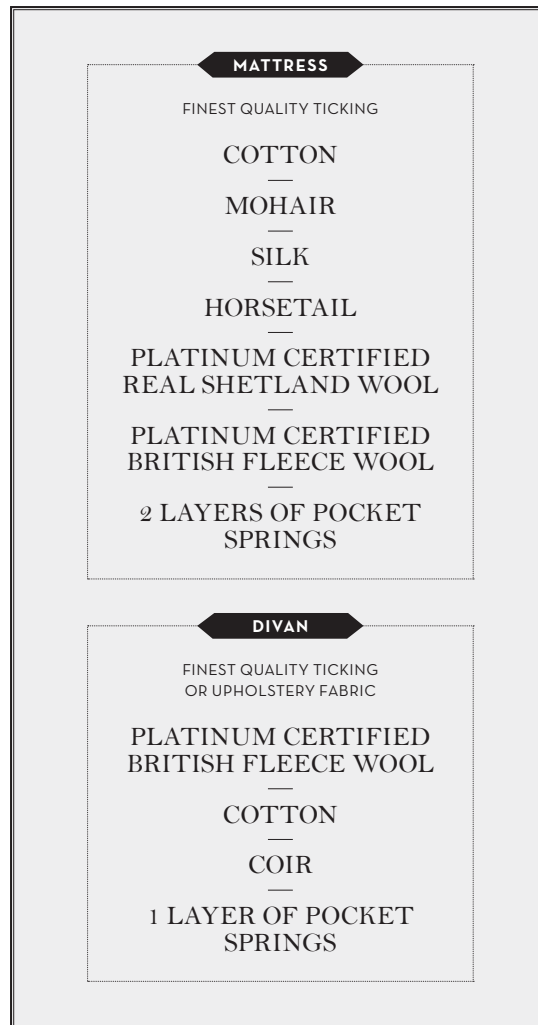 MATTRESS
FINEST QUALITY TICKING
COTTON
MOHAIR
SILK
HORSETAIL
PLATINUM CERTIFIED
REAL SHETLAND WOOL
PLATINUM CERTIFIED
BRITISH FLEECE WOOL
2 LAYERS OF POCKET
SPRINGS
DIVAN
FINEST QUALITY TICKING
OR UPHOLSTERY FABRIC
PLATINUM CERTIFIED
BRITISH FLEECE WOOL
COTTON
COIR
1 LAYER OF POCKET
SPRINGS